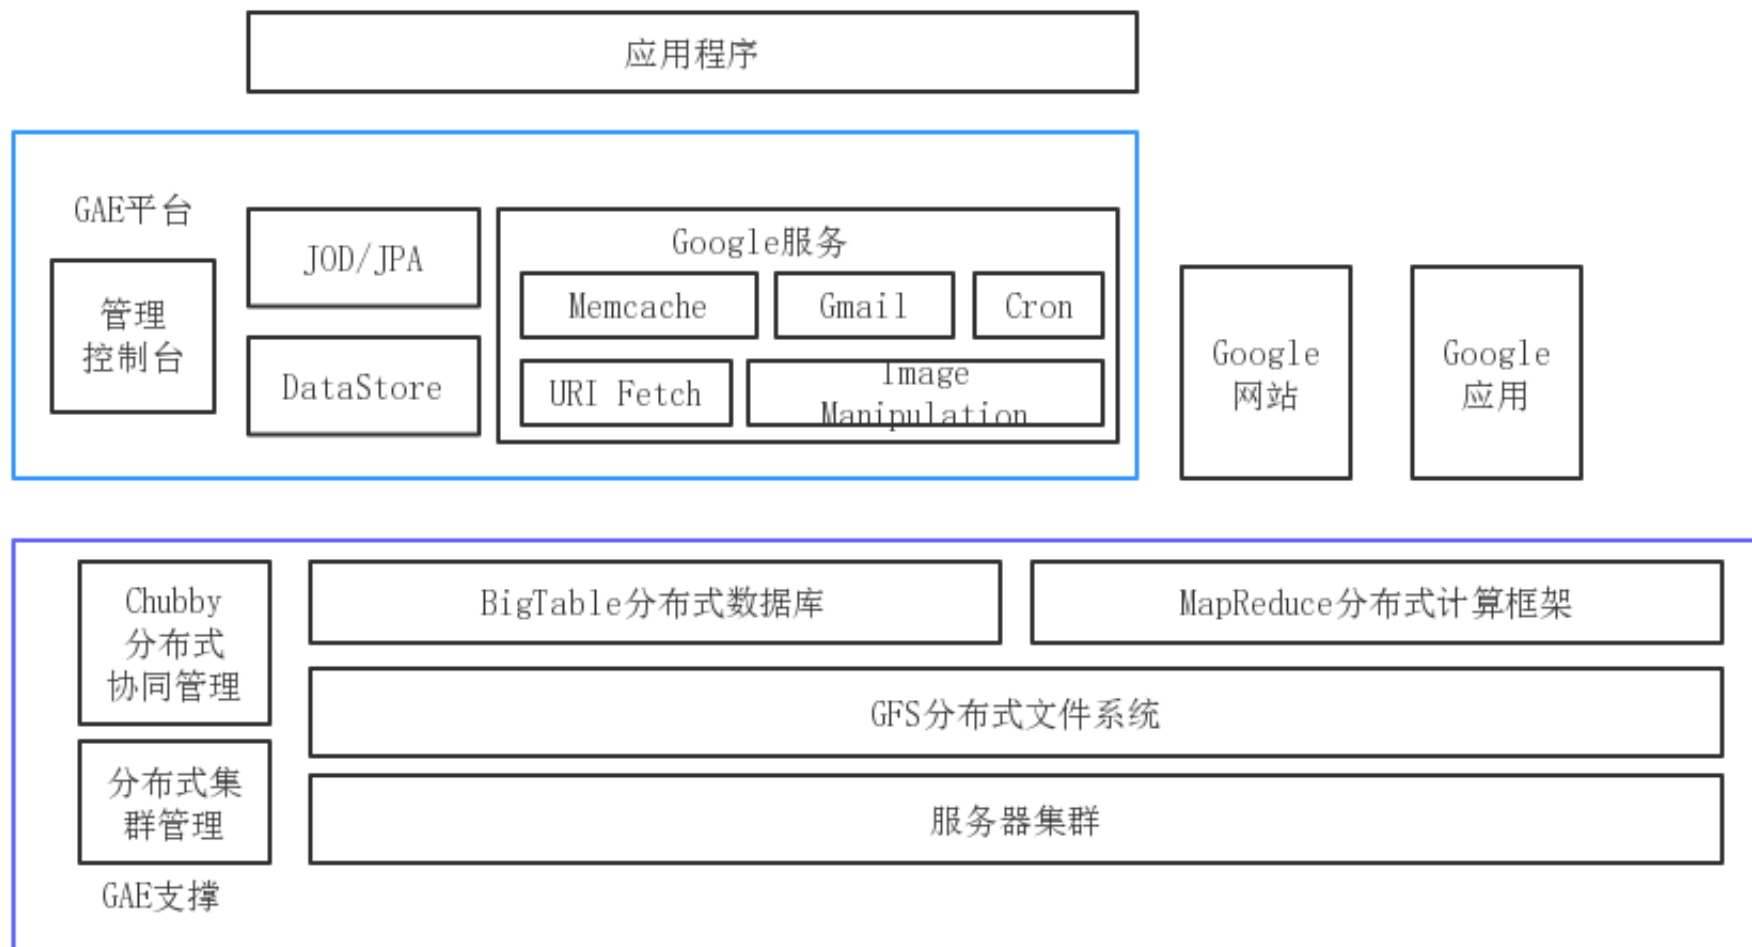 应用程序
GAE平台
管理
控制台
JOD/JPA
DataStore
Google服务
Memcache
Gmail
Cron
URI Fetch
Image
Manipulation
Google
网站
Google
应用
Chubby
分布式
协同管理
BigTable分布式数据库
MapReduce分布式计算框架
GFS分布式文件系统
分布式集
群管理
服务器集群
GAE支撑